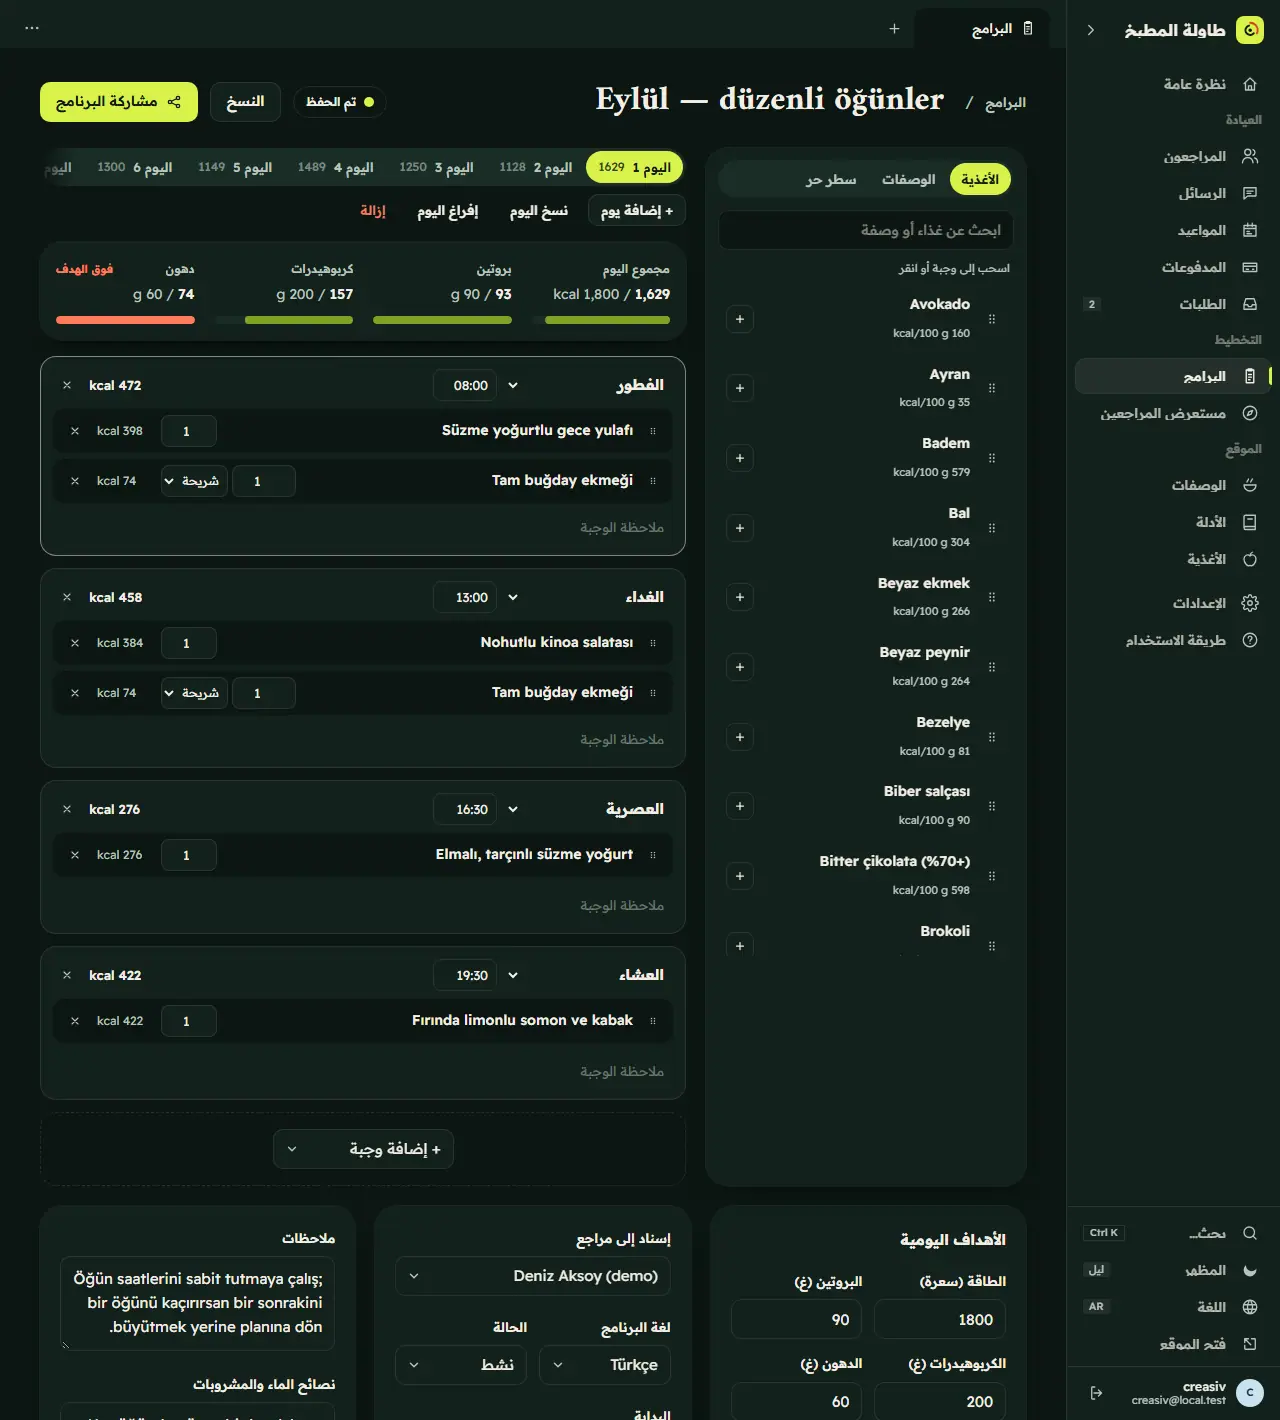 طاولة المطبخ
نظرة عامة
العيادة
المراجعون
الرسائل
المواعيد
المدفوعات
الطلبات 2
التخطيط
البرامج
مستعرض المراجعين
الموقع
الوصفات
الأدلة
الأغذية
الإعدادات
طريقة الاستخدام
بحث... Ctrl K
المظهر ليل
اللغة AR
فتح الموقع
creasiv
creasiv@local.test
C
البرامج +
البرامج / Eylül — düzenli öğünler
تم الحفظ
النسخ
مشاركة البرنامج
الأغذية الوصفات سطر حر
ابحث عن غذاء أو وصفة
اسحب إلى وجبة أو انقر
Avokado
160 kcal/100 g
Ayran
35 kcal/100 g
Badem
579 kcal/100 g
Bal
304 kcal/100 g
Beyaz ekmek
266 kcal/100 g
Beyaz peynir
264 kcal/100 g
Bezelye
81 kcal/100 g
Biber salçası
90 kcal/100 g
Bitter çikolata (%70+)
598 kcal/100 g
Brokoli
اليوم 1 1629 اليوم 2 1128 اليوم 3 1250 اليوم 4 1489 اليوم 5 1149 اليوم 6 1300 اليوم
+ إضافة يوم نسخ اليوم إفراغ اليوم إزالة
مجموع اليوم
1,629 / 1,800 kcal
بروتين
93 / 90 g
كربوهيدرات
157 / 200 g
دهون فوق الهدف
74 / 60 g
الفطور 08:00 472 kcal
Süzme yoğurtlu gece yulafı 1 398 kcal
Tam buğday ekmeği 1 شريحة 74 kcal
ملاحظة الوجبة
الغداء 13:00 458 kcal
Nohutlu kinoa salatası 1 384 kcal
Tam buğday ekmeği 1 شريحة 74 kcal
ملاحظة الوجبة
العصرية 16:30 276 kcal
Elmalı, tarçınlı süzme yoğurt 1 276 kcal
ملاحظة الوجبة
العشاء 19:30 422 kcal
Fırında limonlu somon ve kabak 1 422 kcal
ملاحظة الوجبة
+ إضافة وجبة
الأهداف اليومية
الطاقة (سعرة) البروتين (غ)
1800 90
الكربوهيدرات (غ) الدهون (غ)
200 60
إسناد إلى مراجع
Deniz Aksoy (demo)
لغة البرنامج الحالة
Türkçe نشط
البداية
ملاحظات
Öğün saatlerini sabit tutmaya çalış;
bir öğünü kaçırırsan bir sonrakini
büyütmek yerine planına dön.
نصائح الماء والمشروبات